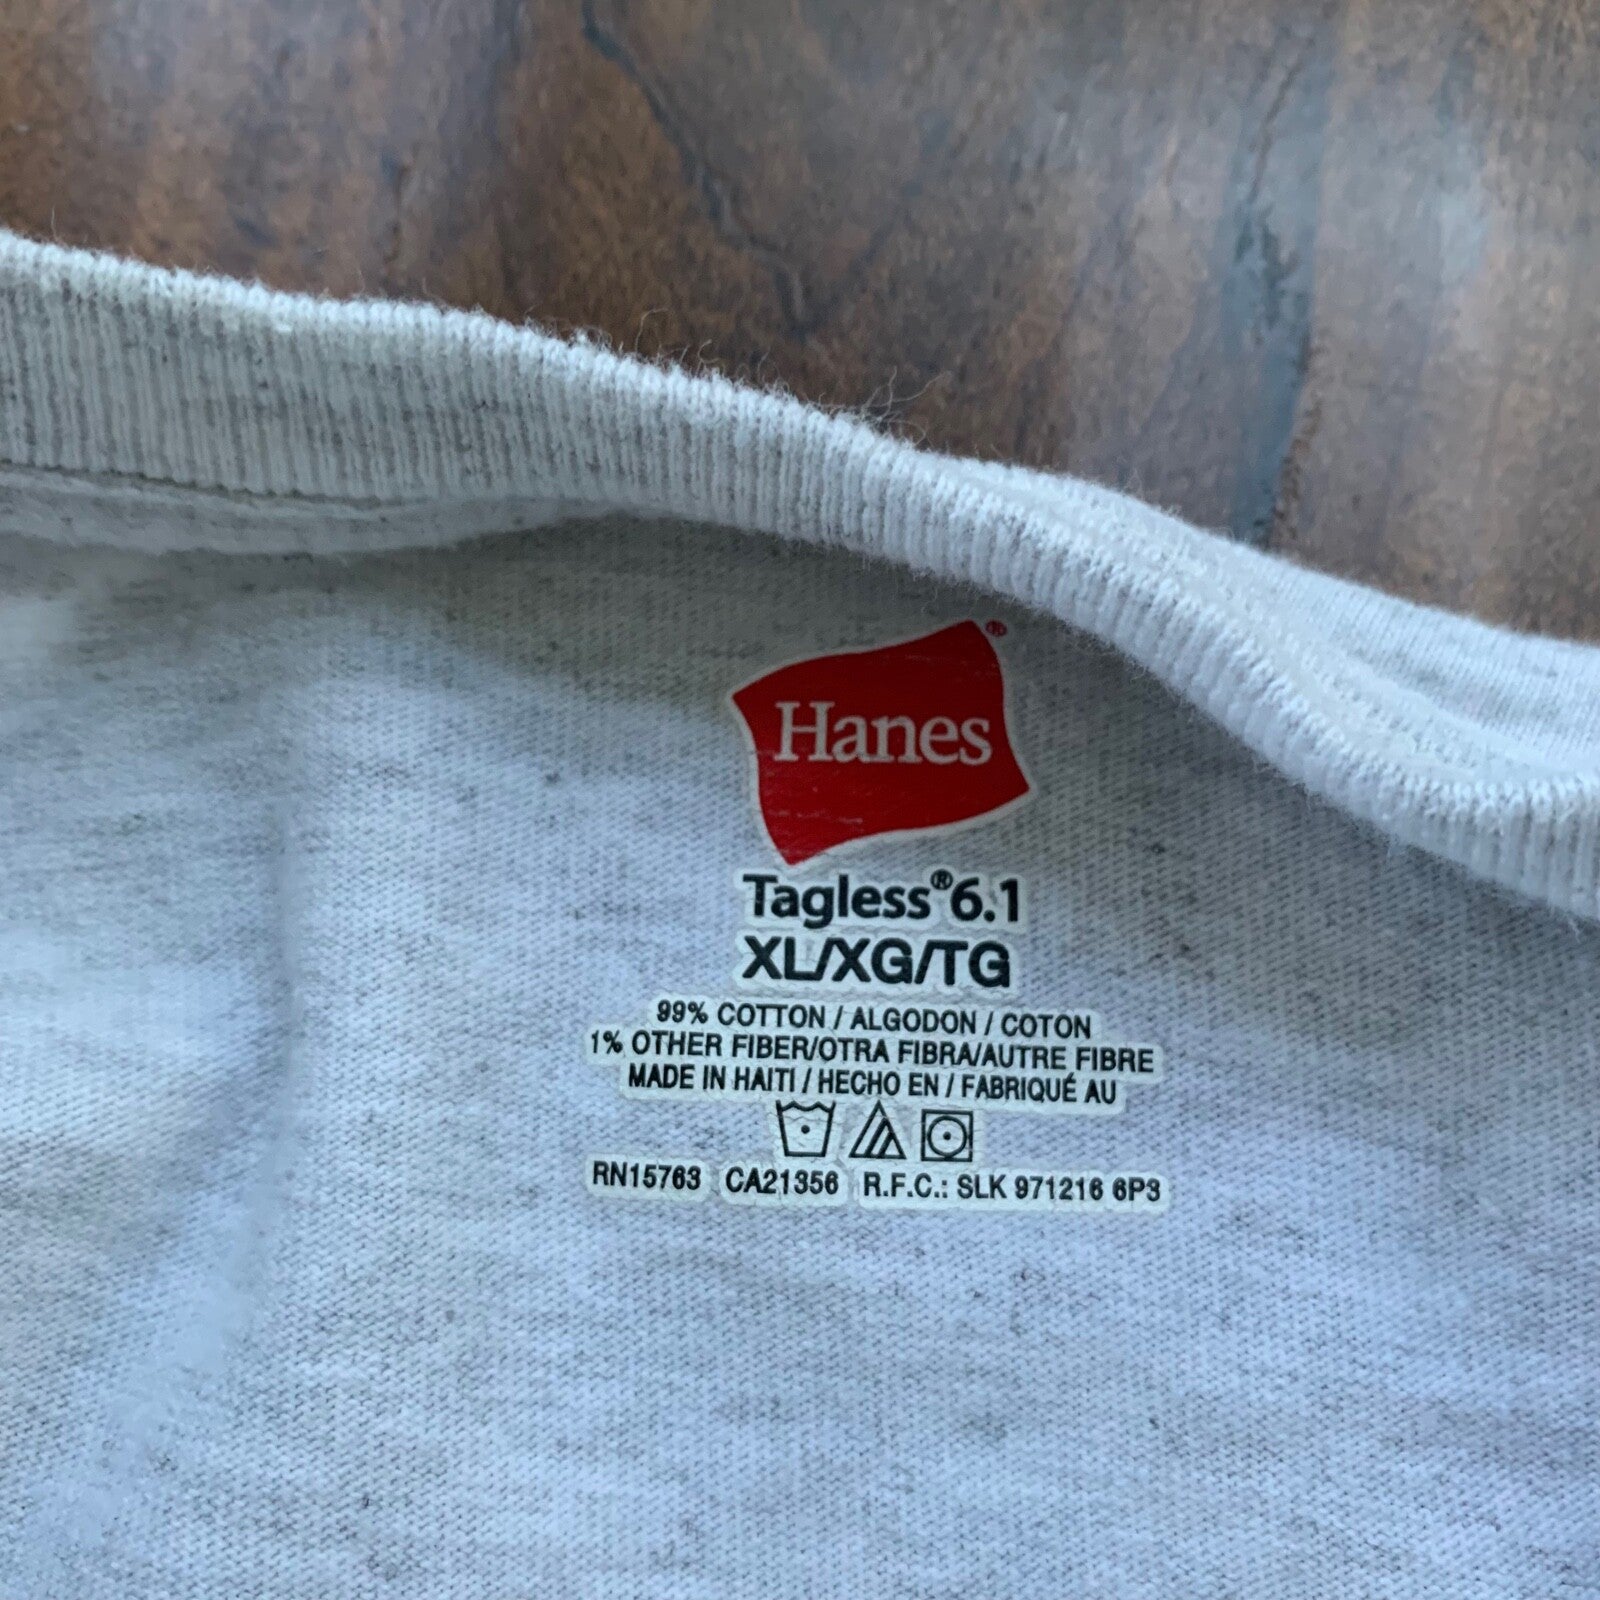 Hanes®
Tagless® 6.1
XL/XG/TG
99% COTTON / ALGODON / COTON
1% OTHER FIBER/OTRA FIBRA/AUTRE FIBRE
MADE IN HAITI / HECHO EN / FABRIQUÉ AU
RN15763 CA21356 R.F.C.: SLK 971216 6P3